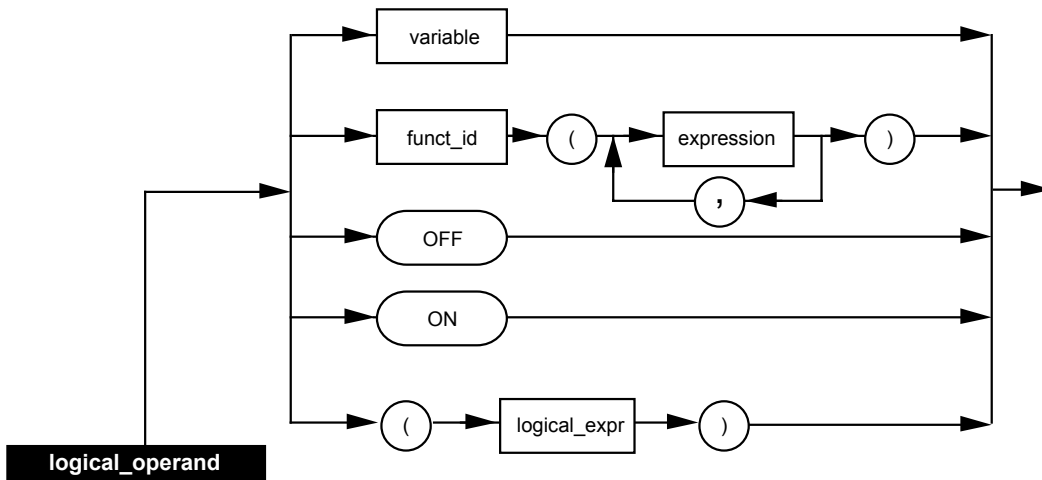 variable
funct_id ( expression )
,
OFF
ON
( logical_expr )
logical_operand